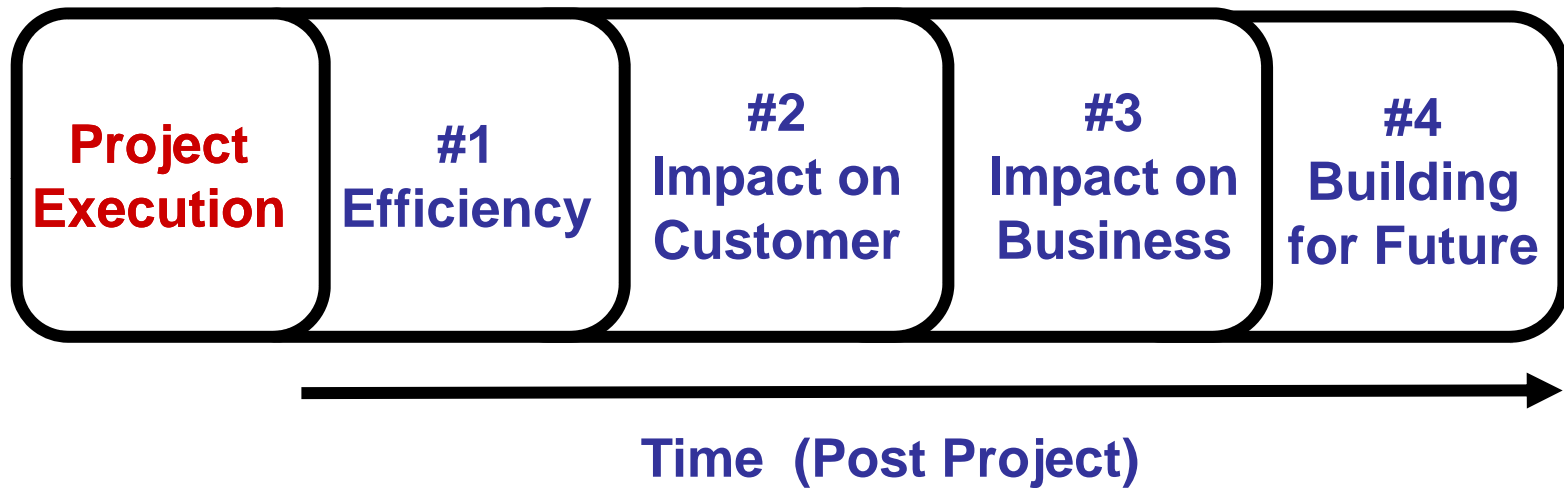 Project
Execution
#1
Efficiency
#2
Impact on
Customer
#3
Impact on
Business
#4
Building
for Future
Time (Post Project)